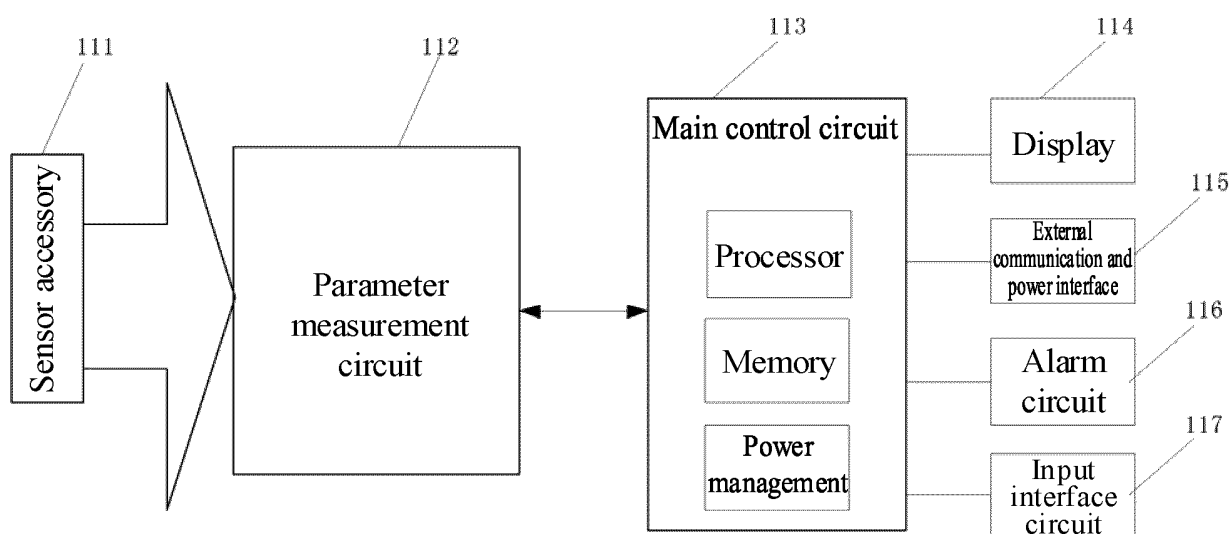 111
112
113
114
Sensor accessory
Parameter
measurement
circuit
Main control circuit
Processor
Memory
Power
management
Display
115
External
communication and
power interface
116
Alarm
circuit
117
Input
interface
circuit